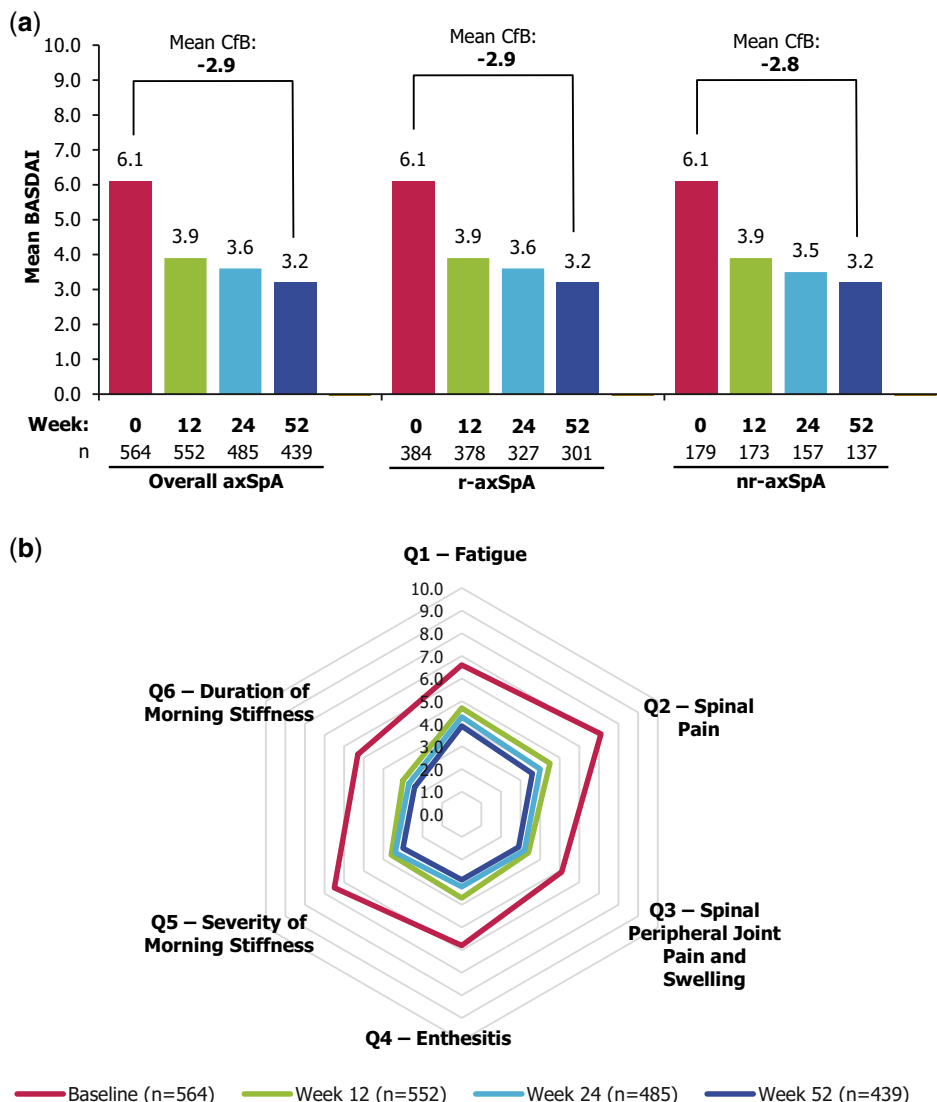 (a)
10.0
9.0
8.0
7.0
6.0
5.0
4.0
3.0
2.0
1.0
0.0
Mean BASDAI
Mean CfB:
-2.9
6.1
3.9
3.6
3.2
Mean CfB:
-2.9
6.1
3.9
3.6
3.2
Mean CfB:
-2.8
6.1
3.9
3.5
3.2
Week: 0 12 24 52 0 12 24 52 0 12 24 52
n 564 552 485 439 384 378 327 301 179 173 157 137
Overall axSpA r-axSpA nr-axSpA
(b)
Q1 – Fatigue
10.0
9.0
8.0
7.0
6.0
5.0
4.0
3.0
2.0
1.0
0.0
Q2 – Spinal
Pain
Q3 – Spinal
Peripheral Joint
Pain and
Swelling
Q4 – Enthesitis
Q5 – Severity of
Morning Stiffness
Q6 – Duration of
Morning Stiffness
Baseline (n=564) Week 12 (n=552) Week 24 (n=485) Week 52 (n=439)